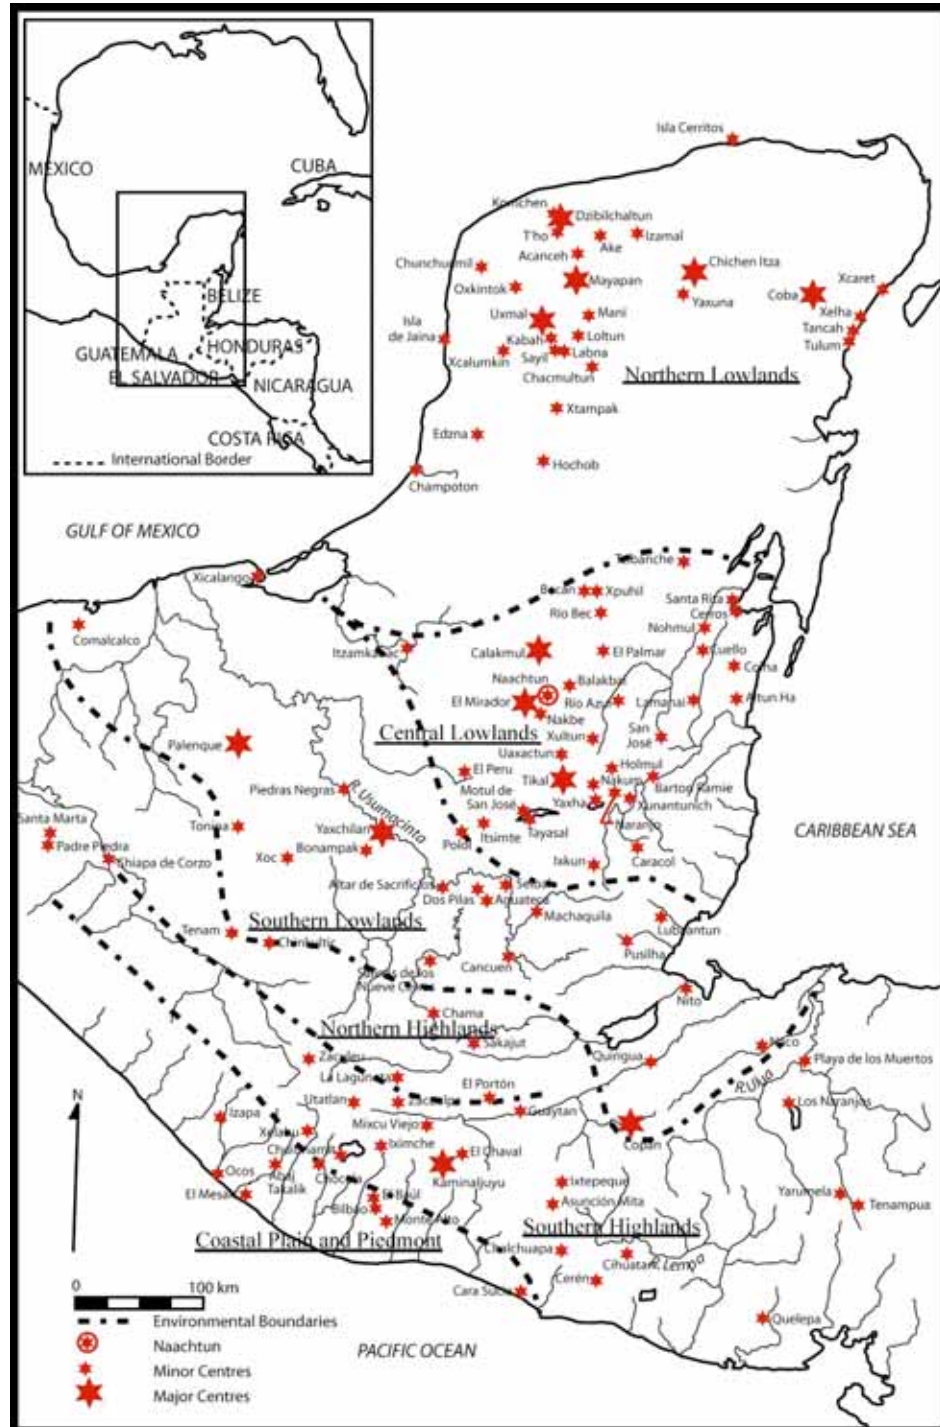 MEXICO
CUBA
BELIZE
GUATEMALA
HONDURAS
EL SALVADOR
NICARAGUA
COSTA RICA
International Border
Isla Cerritos
Komchen
Dzibilchaltun
T'ho
Ake
Izamal
Acanceh
Chunchucmil
Chichen Itza
Xcaret
Mayapan
Oxkintok
Yaxuna
Coba
Uxmal
Mani
Xelha
Isla
de Jaina
Kabah
Loltun
Tancah
Tulum
Sayil
Labna
Xcalumkin
Chacmultun
Northern Lowlands
Xtampak
Edzna
Hochob
Champoton
GULF OF MEXICO
Xicalango
Becan
Xpuhil
Santa Rita
Rio Bec
Cerros
Nohmul
Comalcalco
Calakmul
El Palmar
Cuello
Colha
Naachtun
Balakbal
El Mirador
Rio Azul
Lamanai
Altun Ha
Nakbe
Central Lowlands
Xultun
San
José
Palenque
Uaxactun
Holmul
El Peru
Tikal
Nakum
Barton Ramie
Piedras Negras
Motul de
San José
Yaxha
Xunantunich
R. Usumacinta
Santa Marta
Tonina
Yaxchilan
Tayasal
Naranjo
CARIBBEAN SEA
Itsimte
Polol
Padre Piedra
Bonampak
Xoc
Caracol
Ixkun
Chiapa de Corzo
Altar de Sacrificios
Seibal
Dos Pilas
Aguateca
Southern Lowlands
Machaquila
Lubaantun
Tenam
Chinkultic
Pusilha
Cancuen
Nito
Chama
Northern Highlands
Sakajut
Naco
Zaculeu
Quirigua
Playa de los Muertos
La Lagunita
R. Ulua
El Portón
Utatlan
Zacualpa
Los Naranjos
N
Guaytan
Izapa
Mixcu Viejo
Xelahu
Copan
Iximche
El Chaval
Ocos
Abaj
Takalik
Chocola
Kaminaljuyu
Ixtepeque
El Mesak
El Baúl
Yarumela
Bilbao
Asunción Mita
Tenampua
Monte Alto
Southern Highlands
Coastal Plain and Piedmont
Chalchuapa
Cihuatan
R. Lempa
Cerén
0 100 km
Cara Sucia
Environmental Boundaries
Quelepa
Naachtun
PACIFIC OCEAN
Minor Centres
Major Centres